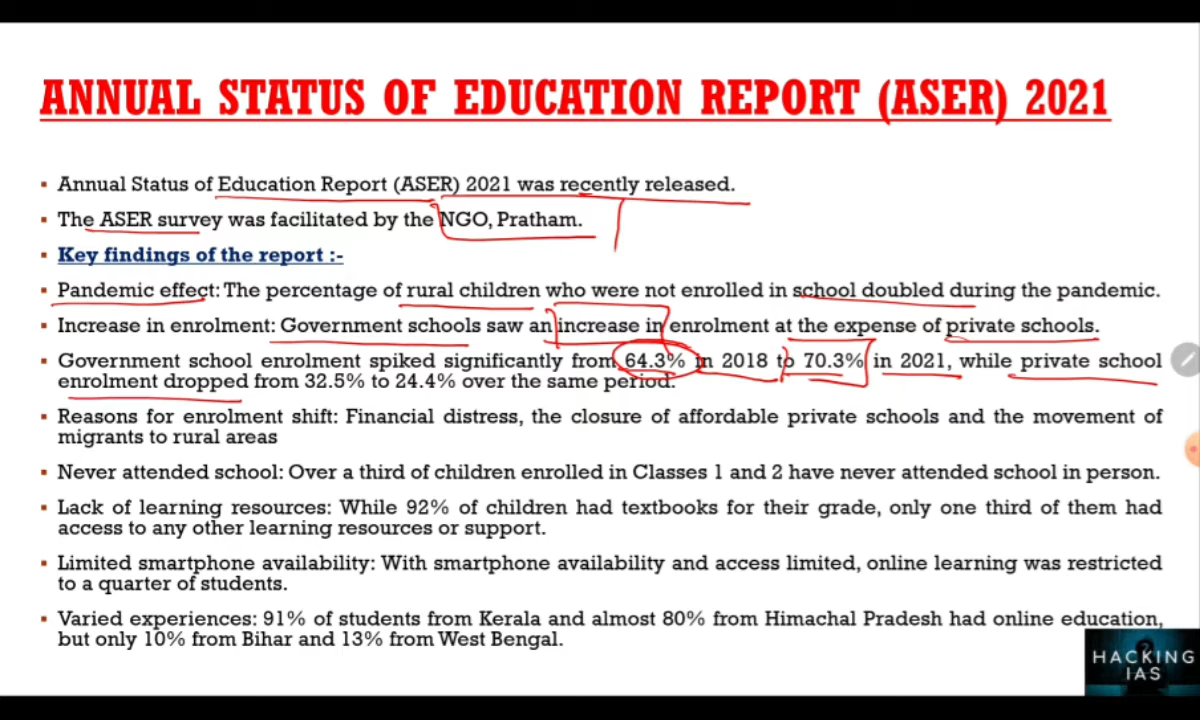 ANNUAL STATUS OF EDUCATION REPORT (ASER) 2021
▪ Annual Status of Education Report (ASER) 2021 was recently released.
▪ The ASER survey was facilitated by the NGO, Pratham.
▪ Key findings of the report :-
▪ Pandemic effect: The percentage of rural children who were not enrolled in school doubled during the pandemic.
▪ Increase in enrolment: Government schools saw an increase in enrolment at the expense of private schools.
▪ Government school enrolment spiked significantly from 64.3% in 2018 to 70.3% in 2021, while private school
enrolment dropped from 32.5% to 24.4% over the same period.
▪ Reasons for enrolment shift: Financial distress, the closure of affordable private schools and the movement of
migrants to rural areas
▪ Never attended school: Over a third of children enrolled in Classes 1 and 2 have never attended school in person.
▪ Lack of learning resources: While 92% of children had textbooks for their grade, only one third of them had
access to any other learning resources or support.
▪ Limited smartphone availability: With smartphone availability and access limited, online learning was restricted
to a quarter of students.
▪ Varied experiences: 91% of students from Kerala and almost 80% from Himachal Pradesh had online education,
but only 10% from Bihar and 13% from West Bengal.
HACKING
IAS